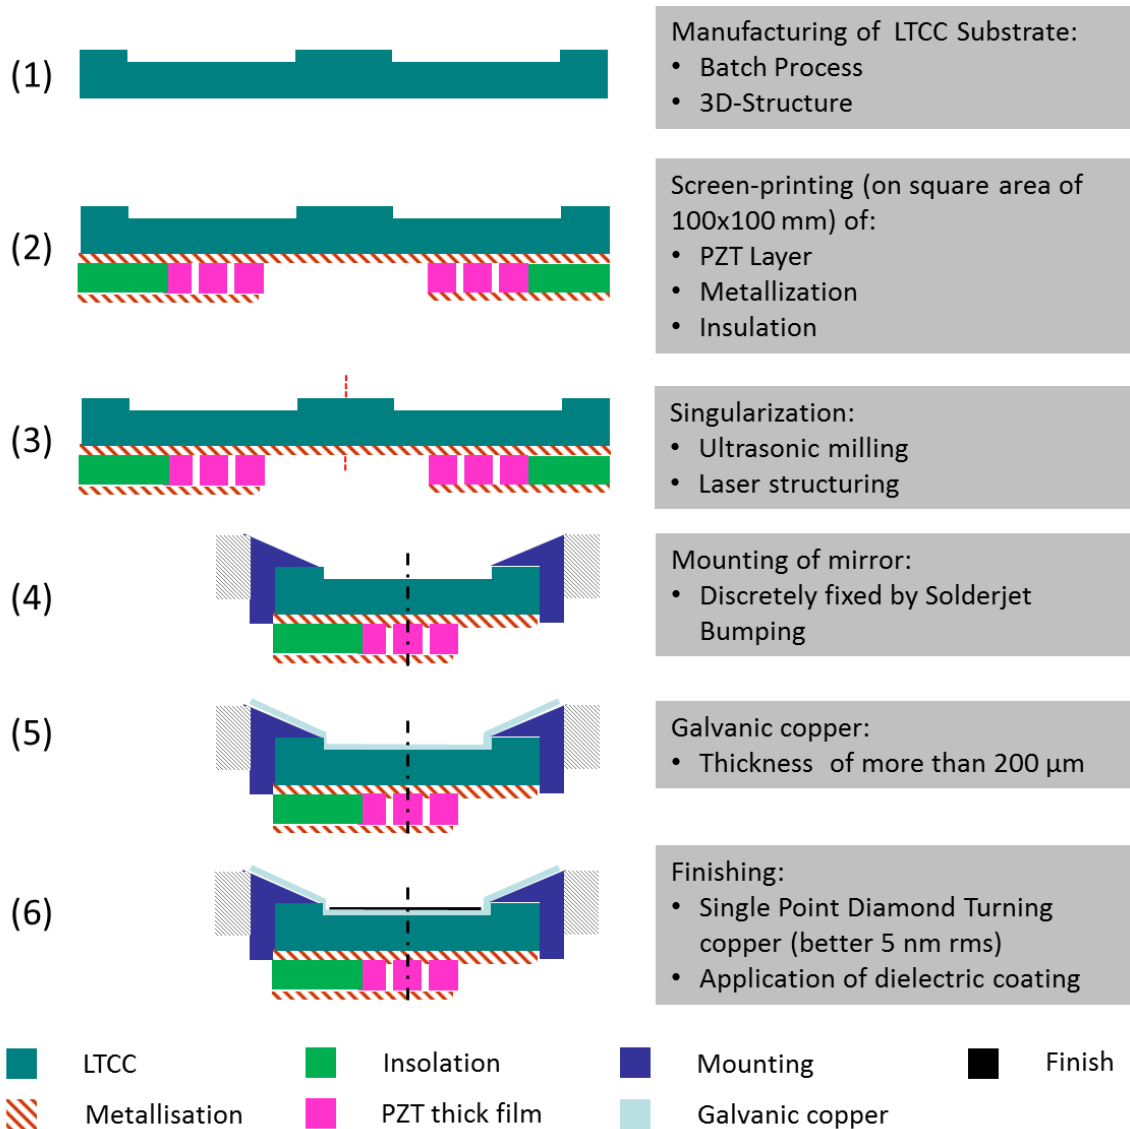 (1)
Manufacturing of LTCC Substrate:
• Batch Process
• 3D-Structure
(2)
Screen-printing (on square area of
100x100 mm) of:
• PZT Layer
• Metallization
• Insulation
(3)
Singularization:
• Ultrasonic milling
• Laser structuring
(4)
Mounting of mirror:
• Discretely fixed by Solderjet
Bumping
(5)
Galvanic copper:
• Thickness of more than 200 µm
(6)
Finishing:
• Single Point Diamond Turning
copper (better 5 nm rms)
• Application of dielectric coating
LTCC
Insolation
Mounting
Finish
Metallisation
PZT thick film
Galvanic copper